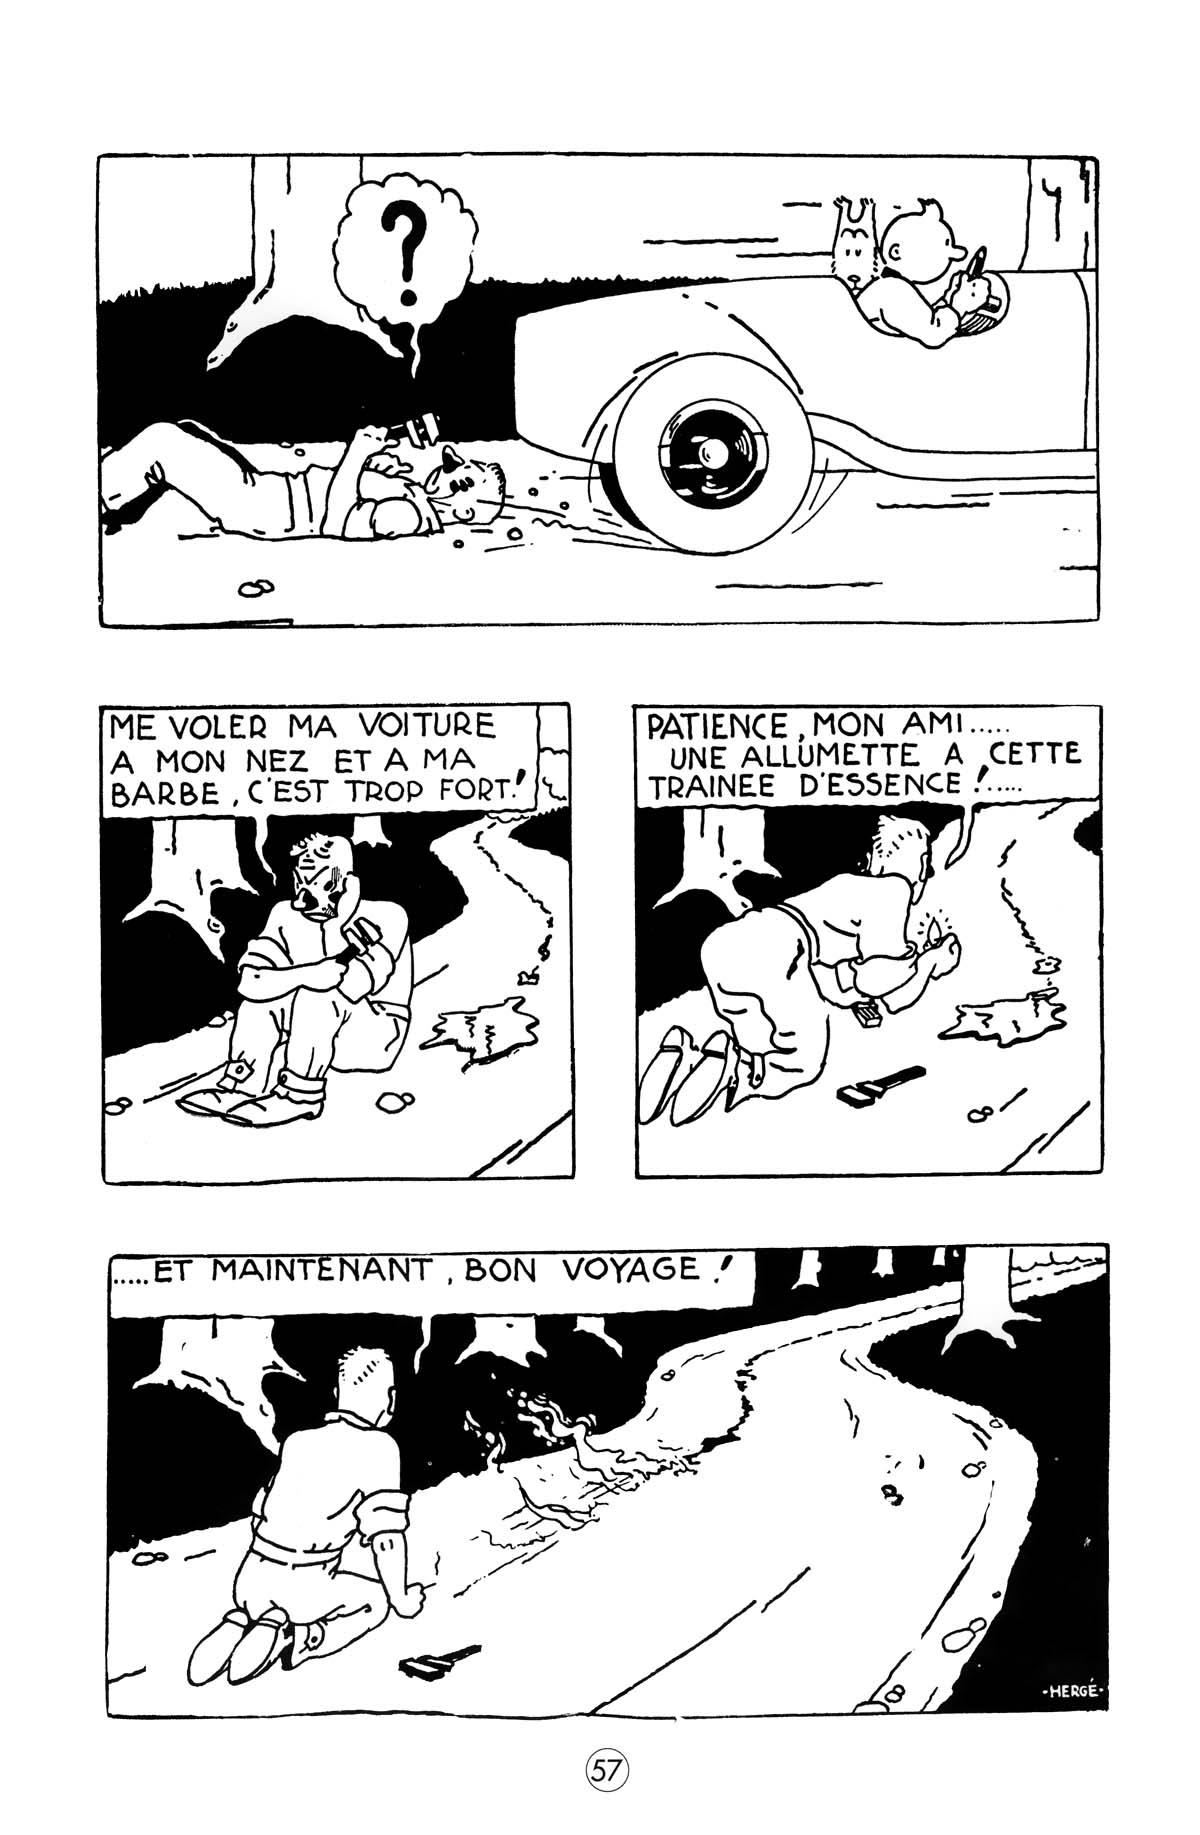 ?
ME VOLER MA VOITURE
A MON NEZ ET A MA
BARBE, C'EST TROP FORT!
PATIENCE, MON AMI.....
UNE ALLUMETTE A CETTE
TRAINEE D'ESSENCE!.....
.....ET MAINTENANT, BON VOYAGE!
-HERGÉ-
57